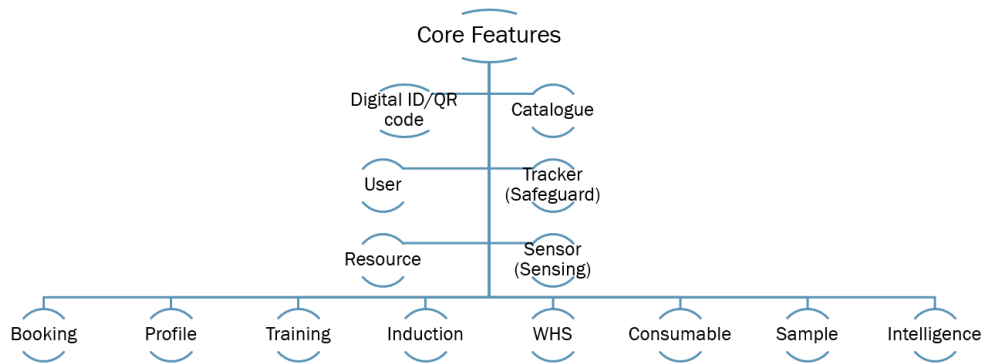 Core Features
Digital ID/QR
code
Catalogue
User
Tracker
(Safeguard)
Resource
Sensor
(Sensing)
Booking
Profile
Training
Induction
WHS
Consumable
Sample
Intelligence